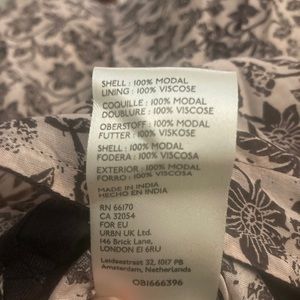 SHELL : 100% MODAL
LINING : 100% VISCOSE
COQUILLE : 100% MODAL
DOUBLURE : 100% VISCOSE
OBERSTOFF : 100% MODAL
FUTTER : 100% VISKOSE
SHELL : 100% MODAL
FODERA : 100% VISCOSA
EXTERIOR : 100% MODAL
FORRO : 100% VISCOSA
MADE IN INDIA
HECHO EN INDIA
RN 66170
CA 32054
FOR EU
URBN UK Ltd.
146 Brick Lane,
LONDON E1 6RU
Leidsestraat 32, 1017 PB
Amsterdam, Netherlands
OB1666396